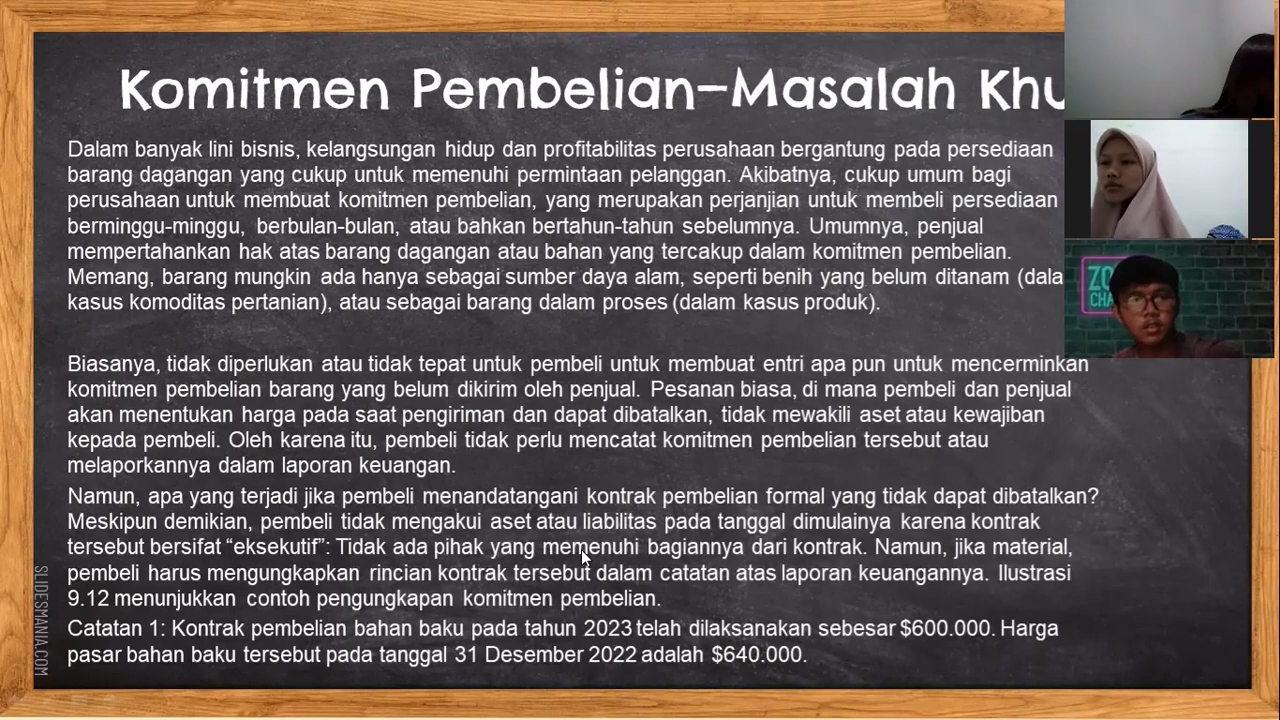 Komitmen Pembelian–Masalah Khu
Dalam banyak lini bisnis, kelangsungan hidup dan profitabilitas perusahaan bergantung pada persediaan
barang dagangan yang cukup untuk memenuhi permintaan pelanggan. Akibatnya, cukup umum bagi
perusahaan untuk membuat komitmen pembelian, yang merupakan perjanjian untuk membeli persediaan
berminggu-minggu, berbulan-bulan, atau bahkan bertahun-tahun sebelumnya. Umumnya, penjual
mempertahankan hak atas barang dagangan atau bahan yang tercakup dalam komitmen pembelian.
Memang, barang mungkin ada hanya sebagai sumber daya alam, seperti benih yang belum ditanam (dala
kasus komoditas pertanian), atau sebagai barang dalam proses (dalam kasus produk).
Biasanya, tidak diperlukan atau tidak tepat untuk pembeli untuk membuat entri apa pun untuk mencerminkan
komitmen pembelian barang yang belum dikirim oleh penjual. Pesanan biasa, di mana pembeli dan penjual
akan menentukan harga pada saat pengiriman dan dapat dibatalkan, tidak mewakili aset atau kewajiban
kepada pembeli. Oleh karena itu, pembeli tidak perlu mencatat komitmen pembelian tersebut atau
melaporkannya dalam laporan keuangan.
Namun, apa yang terjadi jika pembeli menandatangani kontrak pembelian formal yang tidak dapat dibatalkan?
Meskipun demikian, pembeli tidak mengakui aset atau liabilitas pada tanggal dimulainya karena kontrak
tersebut bersifat “eksekutif”: Tidak ada pihak yang memenuhi bagiannya dari kontrak. Namun, jika material,
pembeli harus mengungkapkan rincian kontrak tersebut dalam catatan atas laporan keuangannya. Ilustrasi
9.12 menunjukkan contoh pengungkapan komitmen pembelian.
Catatan 1: Kontrak pembelian bahan baku pada tahun 2023 telah dilaksanakan sebesar $600.000. Harga
pasar bahan baku tersebut pada tanggal 31 Desember 2022 adalah $640.000.
SLIDESMANIA.COM
ZO
CHA